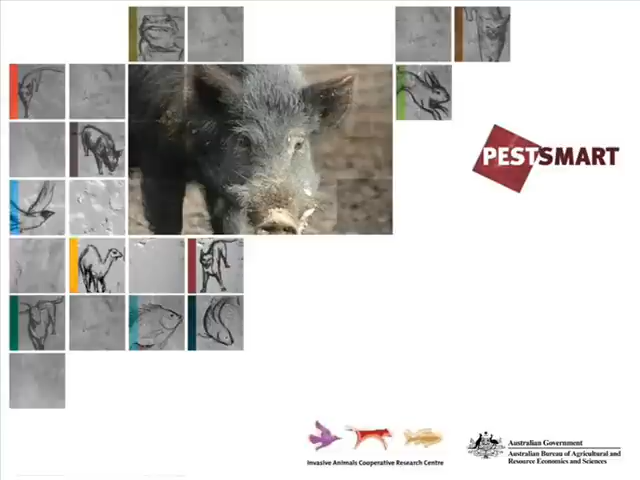 PESTSMART
Invasive Animals Cooperative Research Centre
Australian Government
Australian Bureau of Agricultural and
Resource Economics and Sciences